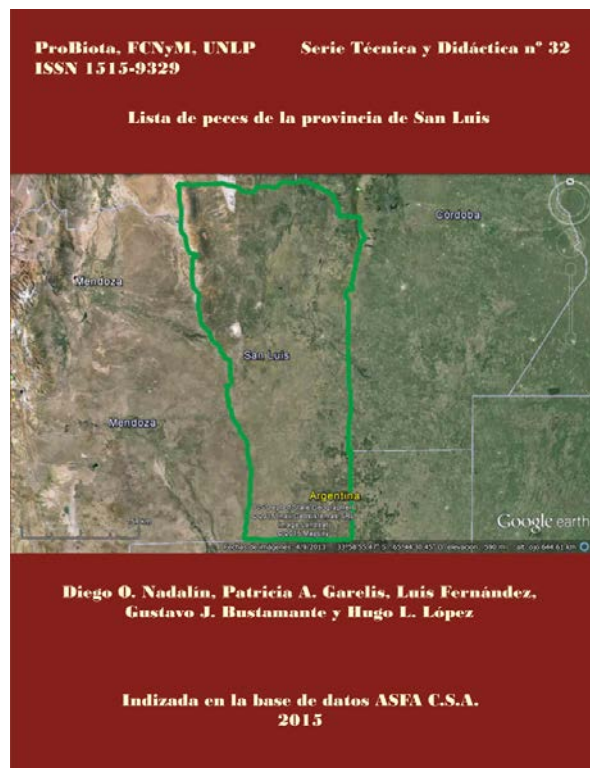 ProBiota, FCNyM, UNLP
Serie Técnica y Didáctica nº 32
ISSN 1515-9329
Lista de peces de la provincia de San Luis
Córdoba
Mendoza
San Luis
Mendoza
Argentina
Google earth
Diego O. Nadalín, Patricia A. Garelis, Luis Fernández,
Gustavo J. Bustamante y Hugo L. López
Indizada en la base de datos ASFA C.S.A.
2015